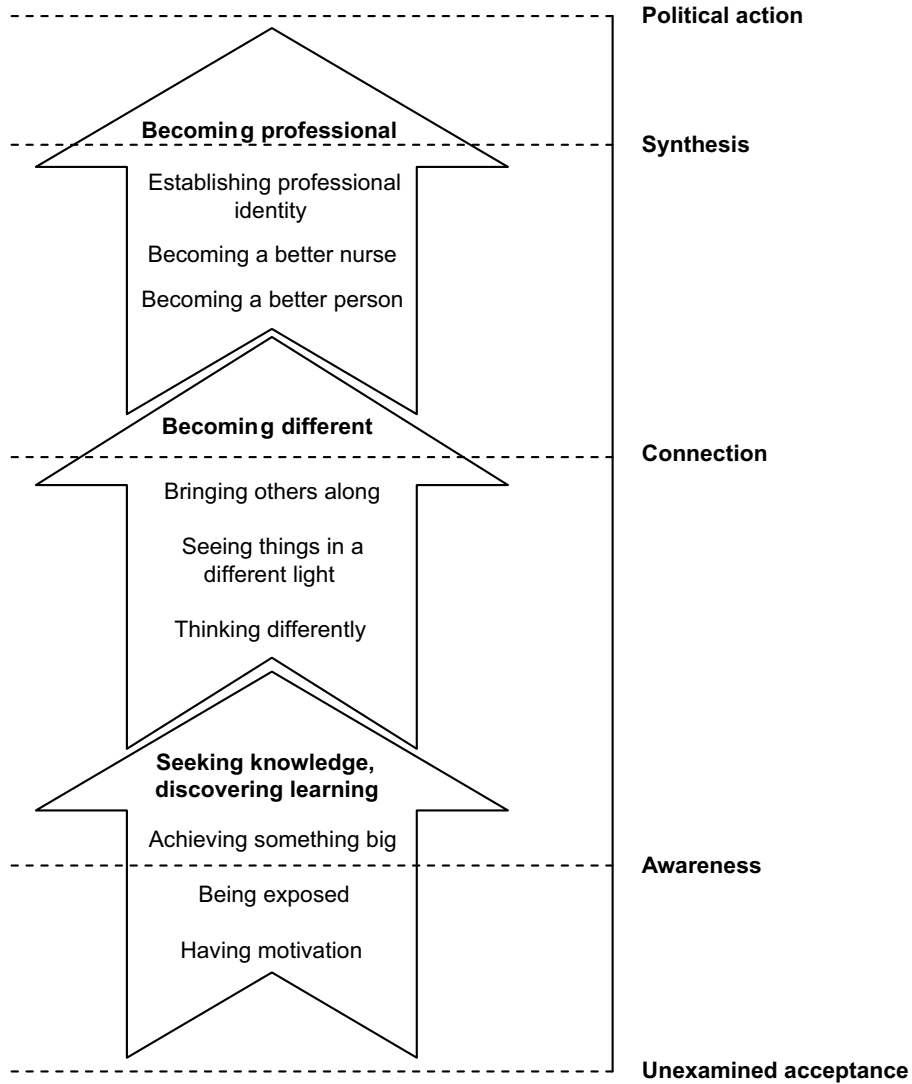 Political action
Becoming professional
Synthesis
Establishing professional
identity
Becoming a better nurse
Becoming a better person
Becoming different
Connection
Bringing others along
Seeing things in a
different light
Thinking differently
Seeking knowledge,
discovering learning
Achieving something big
Awareness
Being exposed
Having motivation
Unexamined acceptance